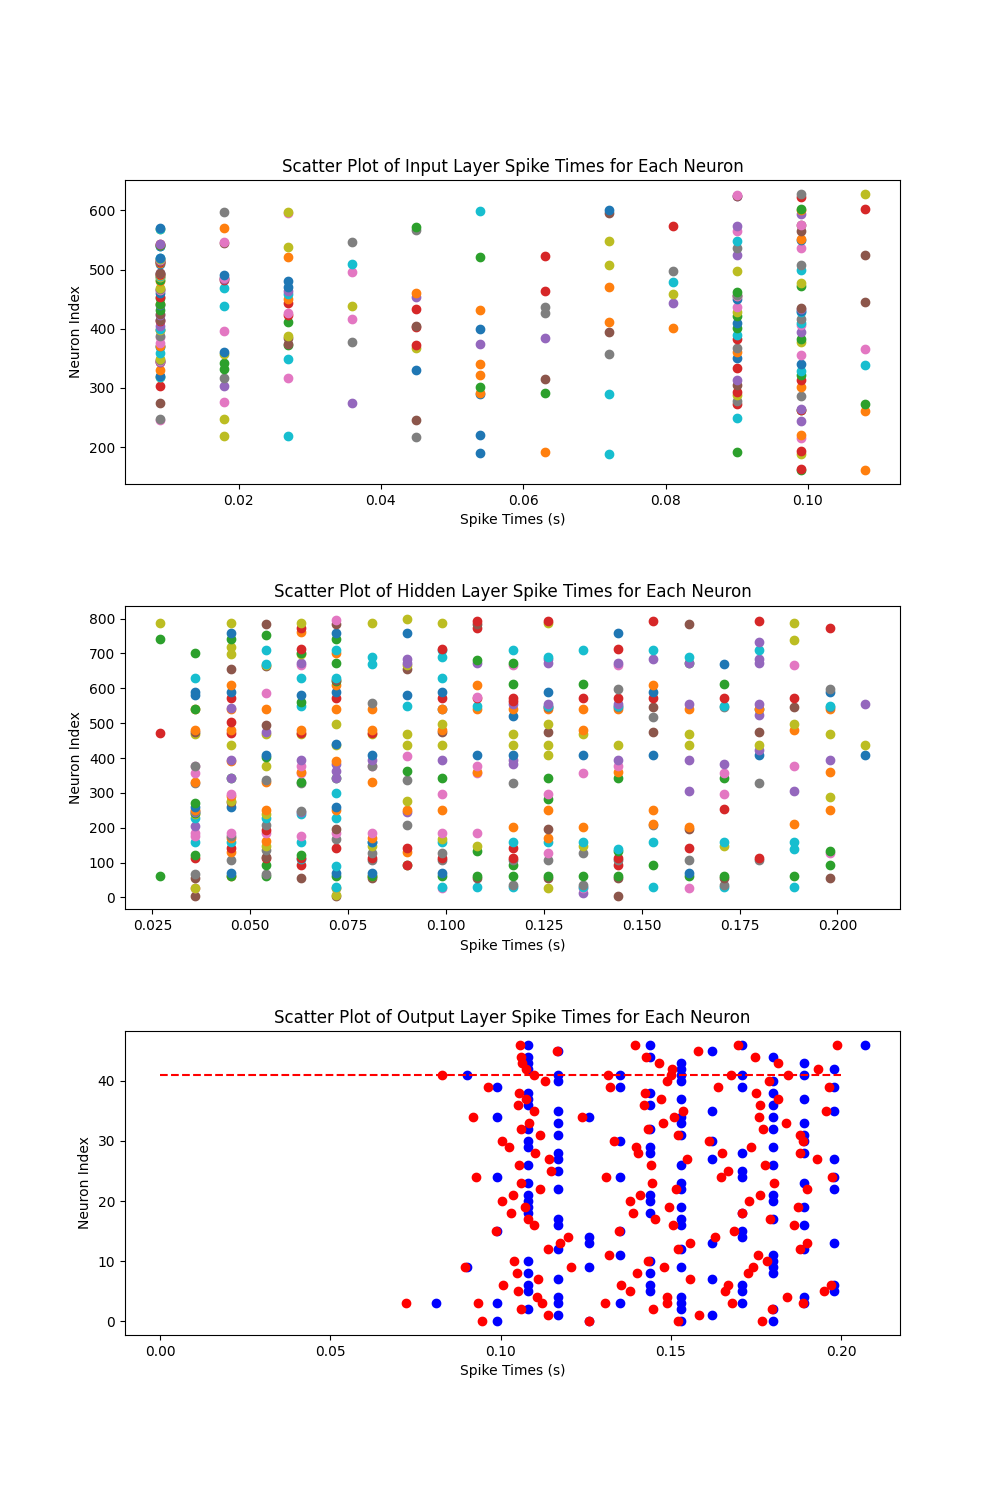 Scatter Plot of Input Layer Spike Times for Each Neuron
Neuron Index
600
500
400
300
200
0.02 0.04 0.06 0.08 0.10
Spike Times (s)
Scatter Plot of Hidden Layer Spike Times for Each Neuron
Neuron Index
800
700
600
500
400
300
200
100
0
0.025 0.050 0.075 0.100 0.125 0.150 0.175 0.200
Spike Times (s)
Scatter Plot of Output Layer Spike Times for Each Neuron
Neuron Index
40
30
20
10
0
0.00 0.05 0.10 0.15 0.20
Spike Times (s)